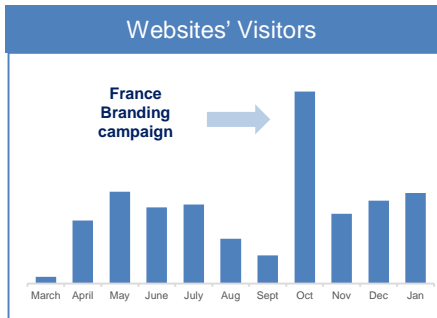 Websites’ Visitors
France
Branding
campaign
March April May June July Aug Sept Oct Nov Dec Jan